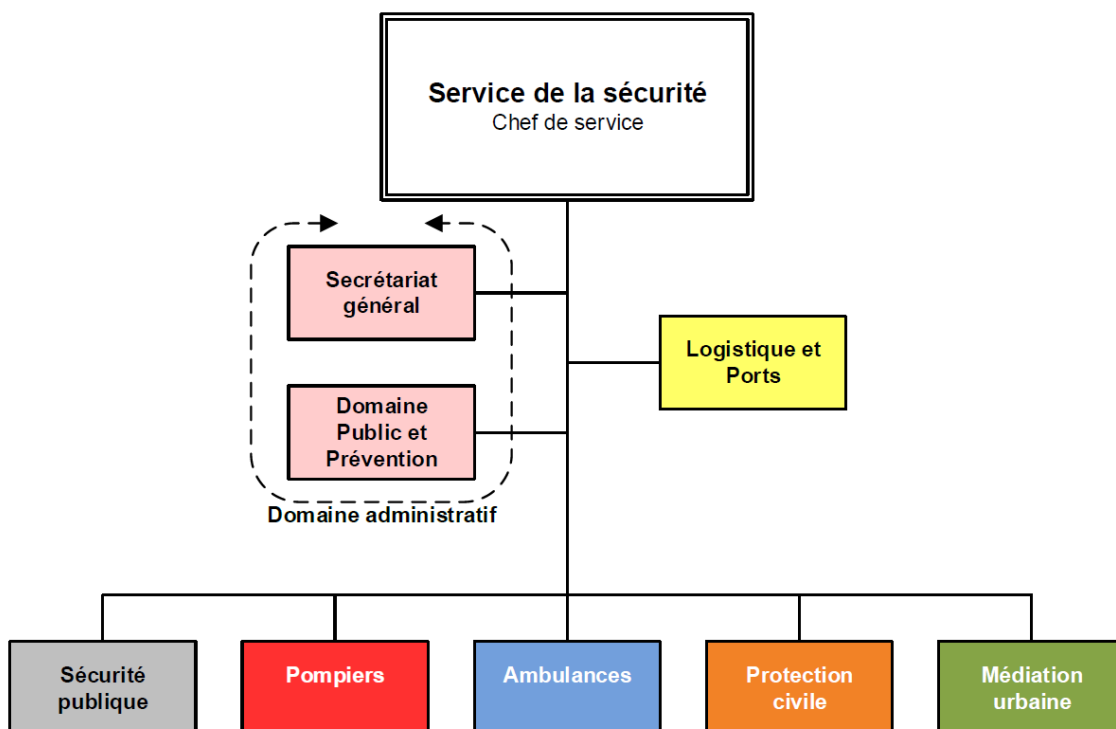 Service de la sécurité
Chef de service
Secrétariat
général
Logistique et
Ports
Domaine
Public et
Prévention
Domaine administratif
Sécurité
publique
Pompiers
Ambulances
Protection
civile
Médiation
urbaine